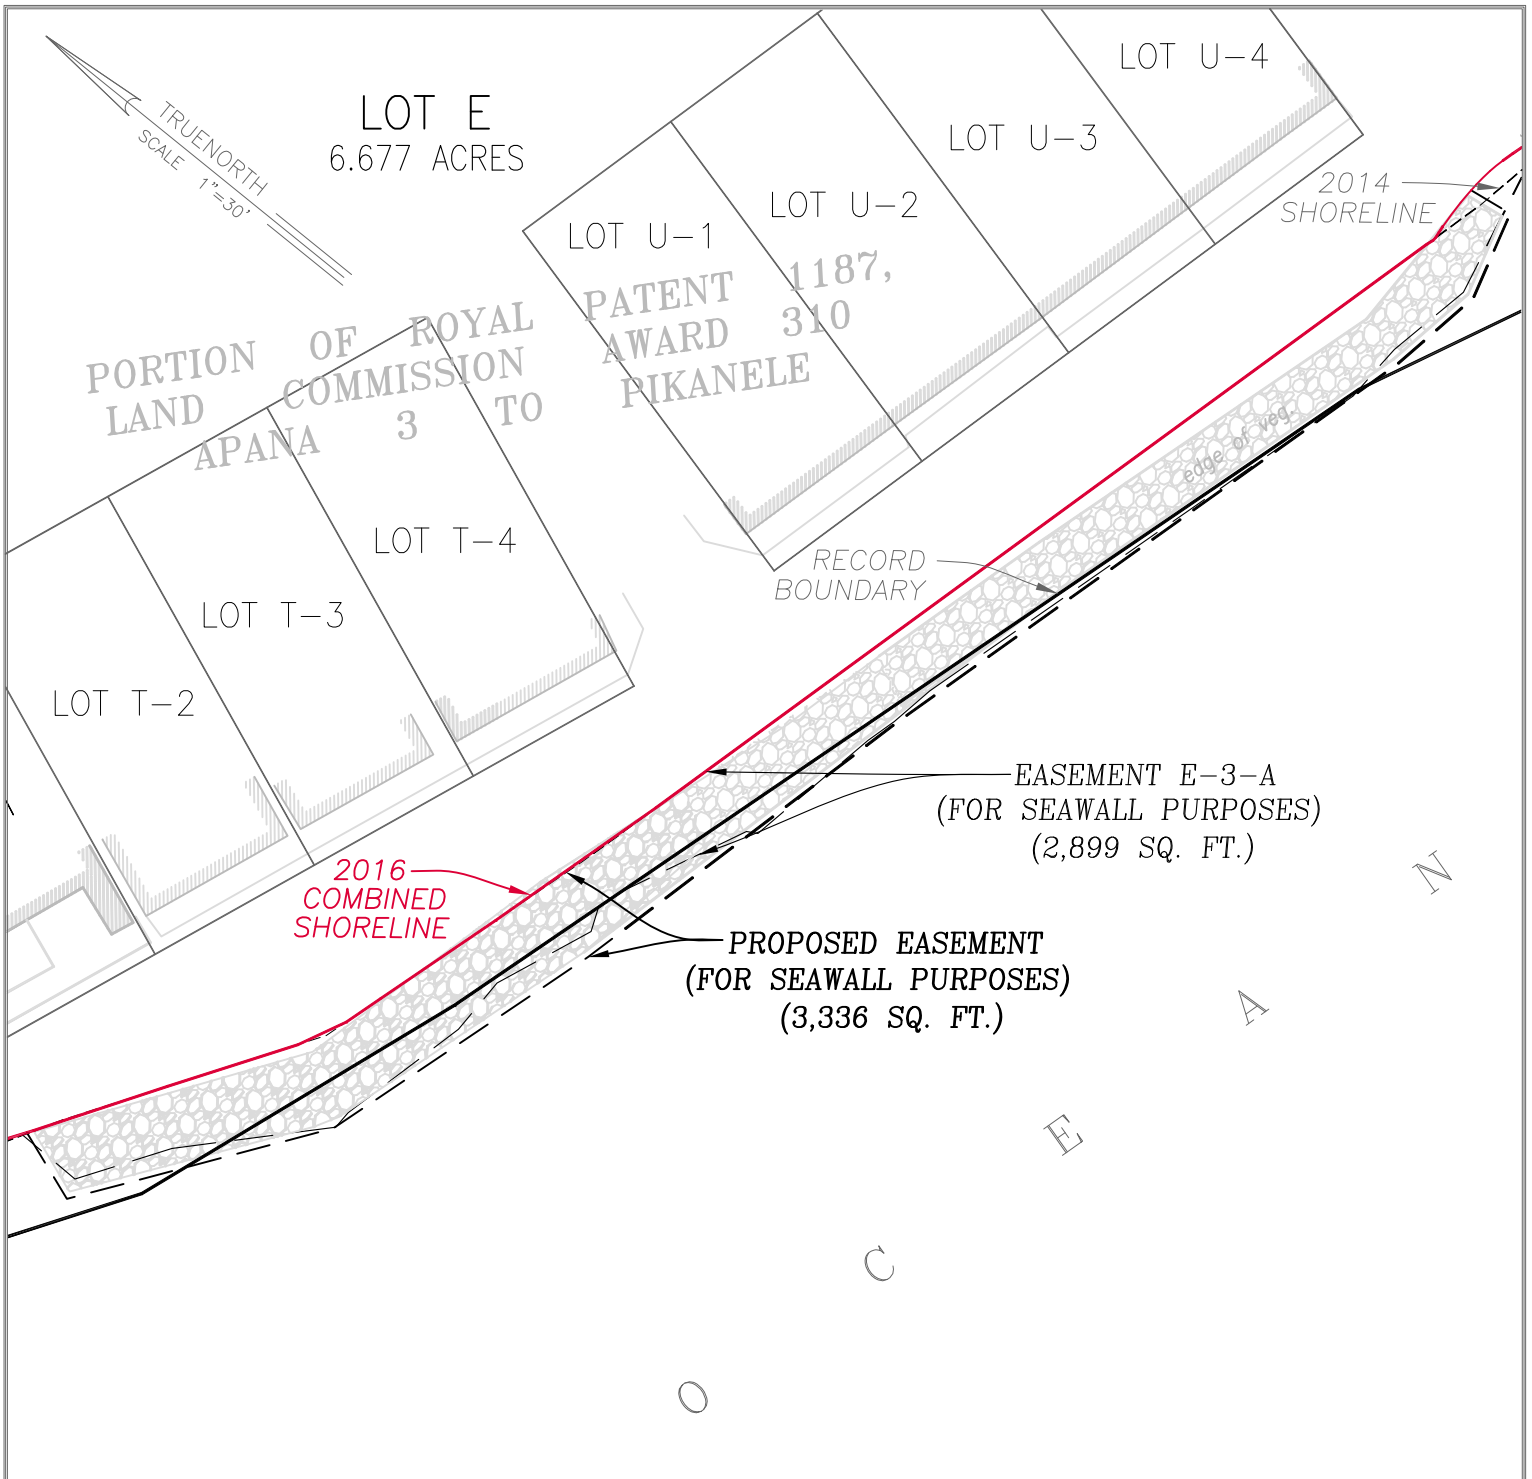 LOT U-4
LOT E
6.677 ACRES
TRUENORTH
SCALE 1"=30'
LOT U-3
2014
SHORELINE
LOT U-2
LOT U-1
PORTION OF ROYAL PATENT 1187,
LAND COMMISSION AWARD 310
APANA 3 TO PIKANELE
edge of veg.
LOT T-4
RECORD
BOUNDARY
LOT T-3
LOT T-2
EASEMENT E-3-A
(FOR SEAWALL PURPOSES)
(2,899 SQ. FT.)
2016
COMBINED
SHORELINE
PROPOSED EASEMENT
(FOR SEAWALL PURPOSES)
(3,336 SQ. FT.)
O C E A N